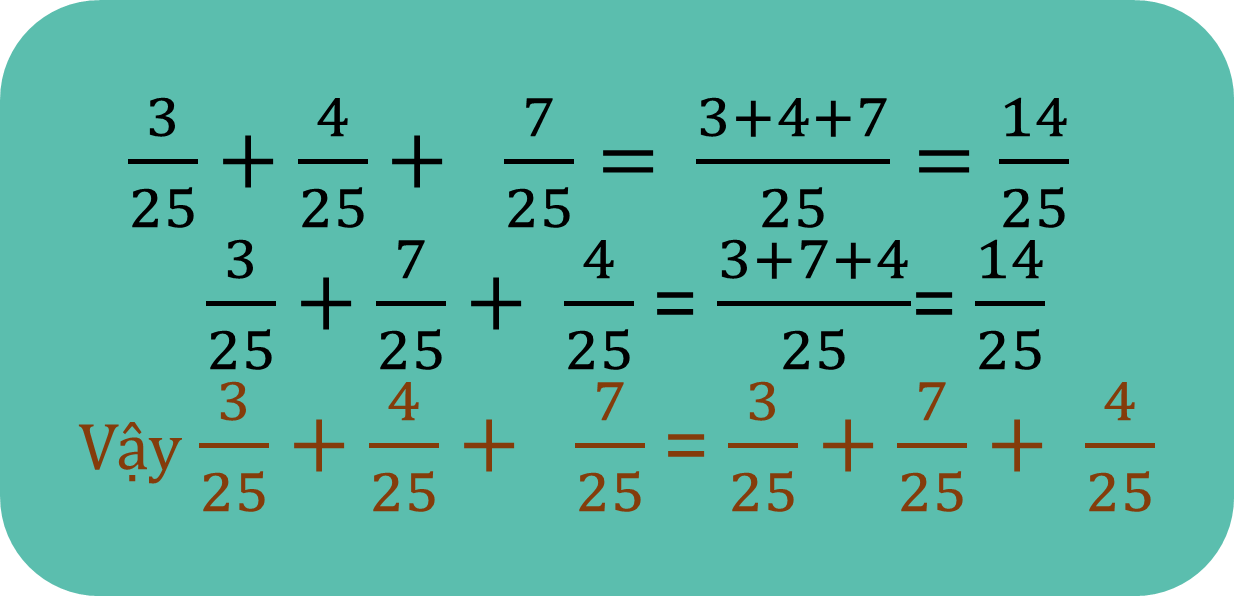 3/25 + 4/25 + 7/25 = 3+4+7/25 = 14/25
3/25 + 7/25 + 4/25 = 3+7+4/25 = 14/25
Vậy 3/25 + 4/25 + 7/25 = 3/25 + 7/25 + 4/25